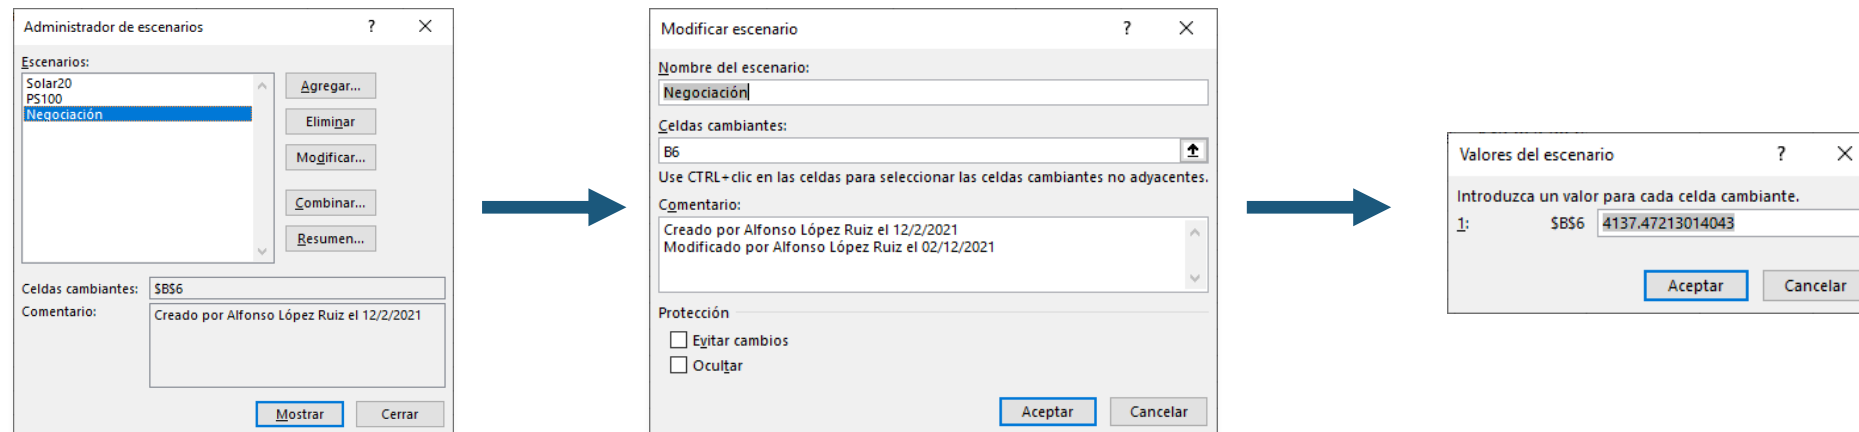 Administrador de escenarios
Escenarios:
Solar20
PS100
Negociación
Agregar...
Eliminar
Modificar...
Combinar...
Resumen...
Celdas cambiantes: $B$6
Comentario: Creado por Alfonso López Ruiz el 12/2/2021
Mostrar Cerrar
Modificar escenario
Nombre del escenario:
Negociación
Celdas cambiantes:
B6
Use CTRL+clic en las celdas para seleccionar las celdas cambiantes no adyacentes.
Comentario:
Creado por Alfonso López Ruiz el 12/2/2021
Modificado por Alfonso López Ruiz el 02/12/2021
Protección
Evitar cambios
Ocultar
Aceptar Cancelar
Valores del escenario
Introduzca un valor para cada celda cambiante.
1: $B$6 4137.47213014043
Aceptar Cancelar